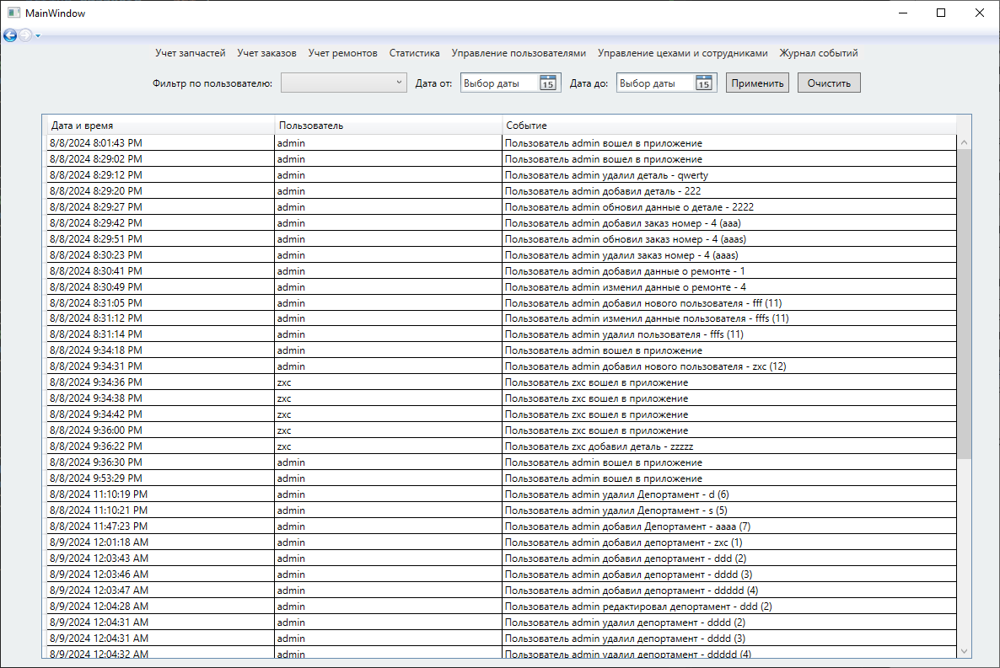 MainWindow
Учет запчастей Учет заказов Учет ремонтов Статистика Управление пользователями Управление цехами и сотрудниками Журнал событий
Фильтр по пользователю: Дата от: Выбор даты 15 Дата до: Выбор даты 15 Применить Очистить
Дата и время Пользователь Событие
8/8/2024 8:01:43 PM admin Пользователь admin вошел в приложение
8/8/2024 8:29:02 PM admin Пользователь admin вошел в приложение
8/8/2024 8:29:12 PM admin Пользователь admin удалил деталь - qwerty
8/8/2024 8:29:20 PM admin Пользователь admin добавил деталь - 222
8/8/2024 8:29:27 PM admin Пользователь admin обновил данные о детале - 2222
8/8/2024 8:29:42 PM admin Пользователь admin добавил заказ номер - 4 (aaa)
8/8/2024 8:29:51 PM admin Пользователь admin обновил заказ номер - 4 (aaas)
8/8/2024 8:30:23 PM admin Пользователь admin удалил заказ номер - 4 (aaas)
8/8/2024 8:30:41 PM admin Пользователь admin добавил данные о ремонте - 1
8/8/2024 8:30:49 PM admin Пользователь admin изменил данные о ремонте - 4
8/8/2024 8:31:05 PM admin Пользователь admin добавил нового пользователя - fff (11)
8/8/2024 8:31:12 PM admin Пользователь admin изменил данные пользователя - fffs (11)
8/8/2024 8:31:14 PM admin Пользователь admin удалил пользователя - fffs (11)
8/8/2024 9:34:18 PM admin Пользователь admin вошел в приложение
8/8/2024 9:34:31 PM admin Пользователь admin добавил нового пользователя - zxc (12)
8/8/2024 9:34:36 PM zxc Пользователь zxc вошел в приложение
8/8/2024 9:34:38 PM zxc Пользователь zxc вошел в приложение
8/8/2024 9:34:42 PM zxc Пользователь zxc вошел в приложение
8/8/2024 9:36:00 PM zxc Пользователь zxc вошел в приложение
8/8/2024 9:36:22 PM zxc Пользователь zxc добавил деталь - zzzzz
8/8/2024 9:36:30 PM admin Пользователь admin вошел в приложение
8/8/2024 9:53:29 PM admin Пользователь admin вошел в приложение
8/8/2024 11:10:19 PM admin Пользователь admin удалил Депортамент - d (6)
8/8/2024 11:10:21 PM admin Пользователь admin удалил Депортамент - s (5)
8/8/2024 11:47:23 PM admin Пользователь admin добавил Депортамент - aaaa (7)
8/9/2024 12:01:18 AM admin Пользователь admin добавил депортамент - zxc (1)
8/9/2024 12:03:43 AM admin Пользователь admin добавил депортамент - ddd (2)
8/9/2024 12:03:46 AM admin Пользователь admin добавил депортамент - dddd (3)
8/9/2024 12:03:47 AM admin Пользователь admin добавил депортамент - ddddd (4)
8/9/2024 12:04:28 AM admin Пользователь admin редактировал депортамент - ddd (2)
8/9/2024 12:04:31 AM admin Пользователь admin удалил депортамент - dddd (2)
8/9/2024 12:04:31 AM admin Пользователь admin удалил депортамент - dddd (3)
8/9/2024 12:04:32 AM admin Пользователь admin удалил депортамент - ddddd (4)